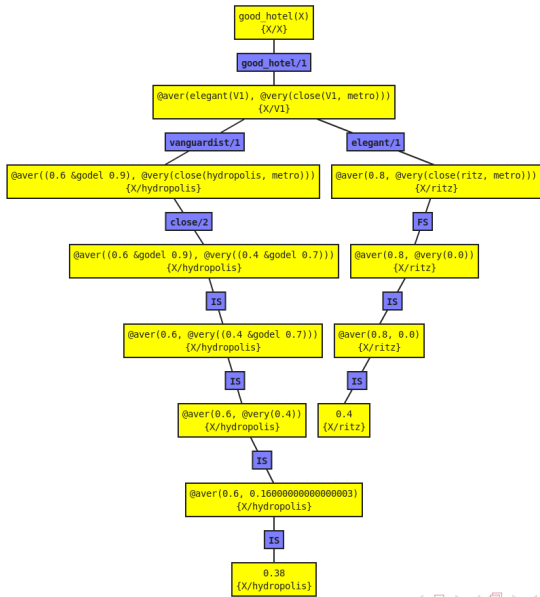 good_hotel(X)
{X/X}
good_hotel/1
@aver(elegant(V1), @very(close(V1, metro)))
{X/V1}
vanguardist/1
elegant/1
@aver((0.6 &godel 0.9), @very(close(hydropolis, metro)))
{X/hydropolis}
@aver(0.8, @very(close(ritz, metro)))
{X/ritz}
close/2
FS
@aver((0.6 &godel 0.9), @very((0.4 &godel 0.7)))
{X/hydropolis}
@aver(0.8, @very(0.0))
{X/ritz}
IS
IS
@aver(0.6, @very((0.4 &godel 0.7)))
{X/hydropolis}
@aver(0.8, 0.0)
{X/ritz}
IS
IS
@aver(0.6, @very(0.4))
{X/hydropolis}
0.4
{X/ritz}
IS
@aver(0.6, 0.16000000000000003)
{X/hydropolis}
IS
0.38
{X/hydropolis}